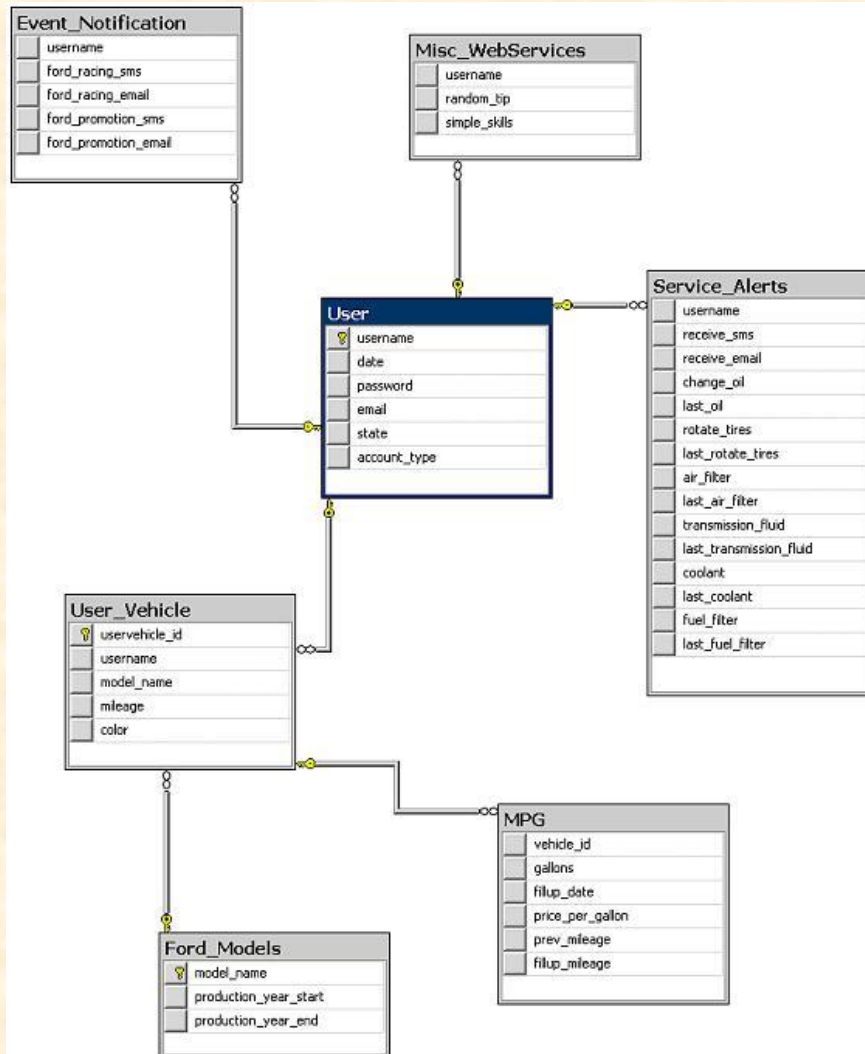 Event_Notification
username
ford_racing_sms
ford_racing_email
ford_promotion_sms
ford_promotion_email
Misc_WebServices
username
random_tip
simple_skills
User
username
date
password
email
state
account_type
Service_Alerts
username
receive_sms
receive_email
change_oil
last_oil
rotate_tires
last_rotate_tires
air_filter
last_air_filter
transmission_fluid
last_transmission_fluid
coolant
last_coolant
fuel_filter
last_fuel_filter
User_Vehicle
uservehicle_id
username
model_name
mileage
color
MPG
vehicle_id
gallons
fillup_date
price_per_gallon
prev_mileage
fillup_mileage
Ford_Models
model_name
production_year_start
production_year_end